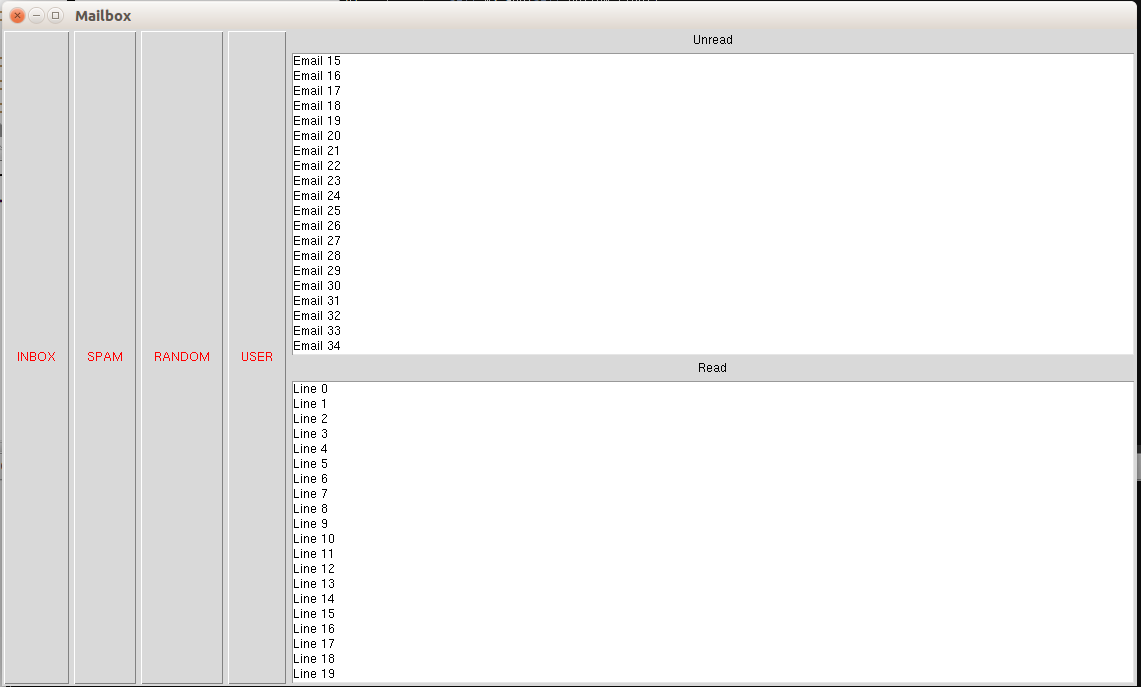 Mailbox
INBOX
SPAM
RANDOM
USER
Unread
Email 15
Email 16
Email 17
Email 18
Email 19
Email 20
Email 21
Email 22
Email 23
Email 24
Email 25
Email 26
Email 27
Email 28
Email 29
Email 30
Email 31
Email 32
Email 33
Email 34
Read
Line 0
Line 1
Line 2
Line 3
Line 4
Line 5
Line 6
Line 7
Line 8
Line 9
Line 10
Line 11
Line 12
Line 13
Line 14
Line 15
Line 16
Line 17
Line 18
Line 19